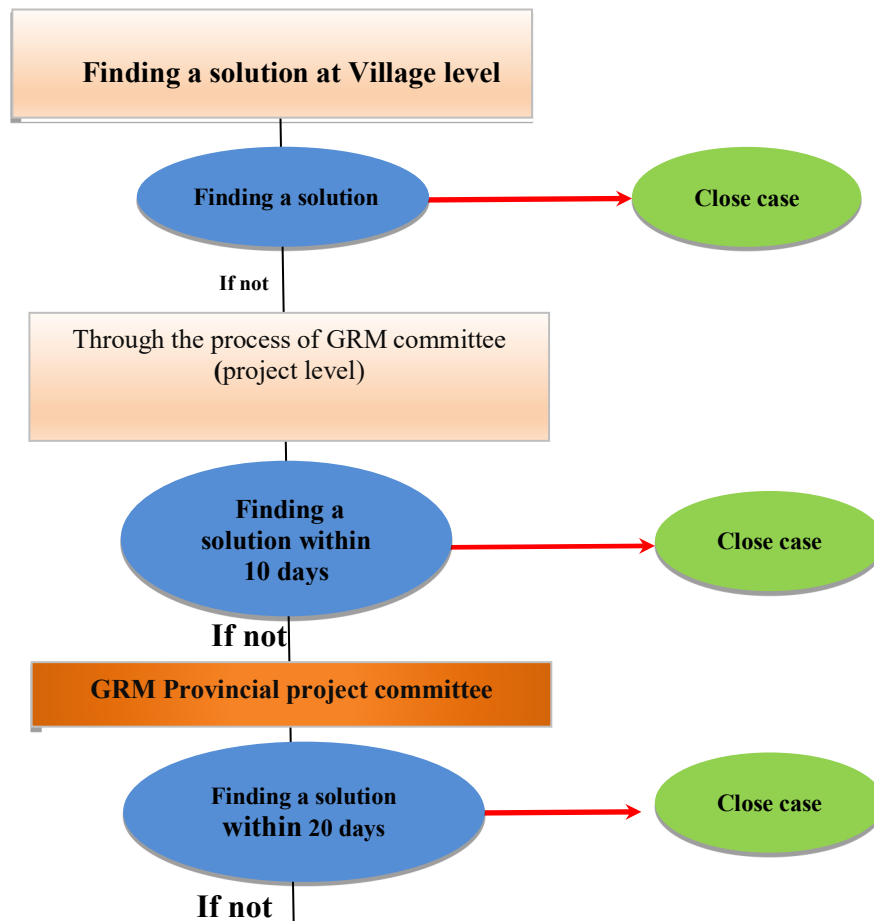 Finding a solution at Village level
Finding a solution
Close case
If not
Through the process of GRM committee
(project level)
Finding a
solution within
10 days
Close case
If not
GRM Provincial project committee
Finding a solution
within 20 days
Close case
If not